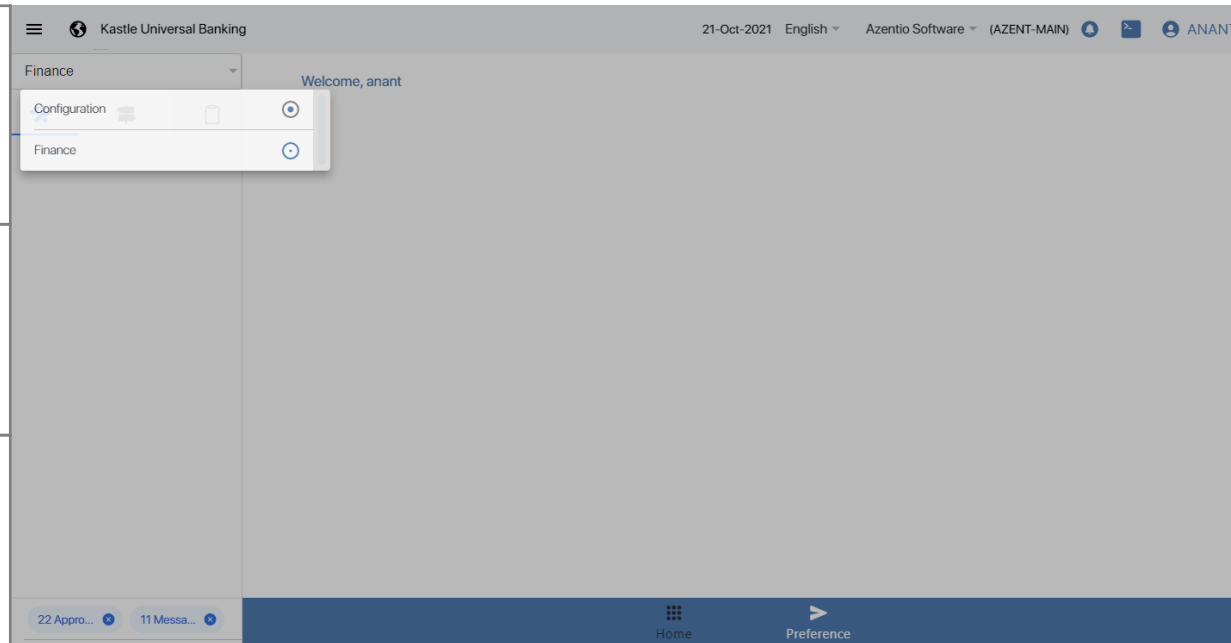 Kastle Universal Banking 21-Oct-2021 English Azentio Software (AZENT-MAIN) ANANT
Finance
Welcome, anant
Configuration
Finance
22 Appro... 11 Messa...
Home Preference